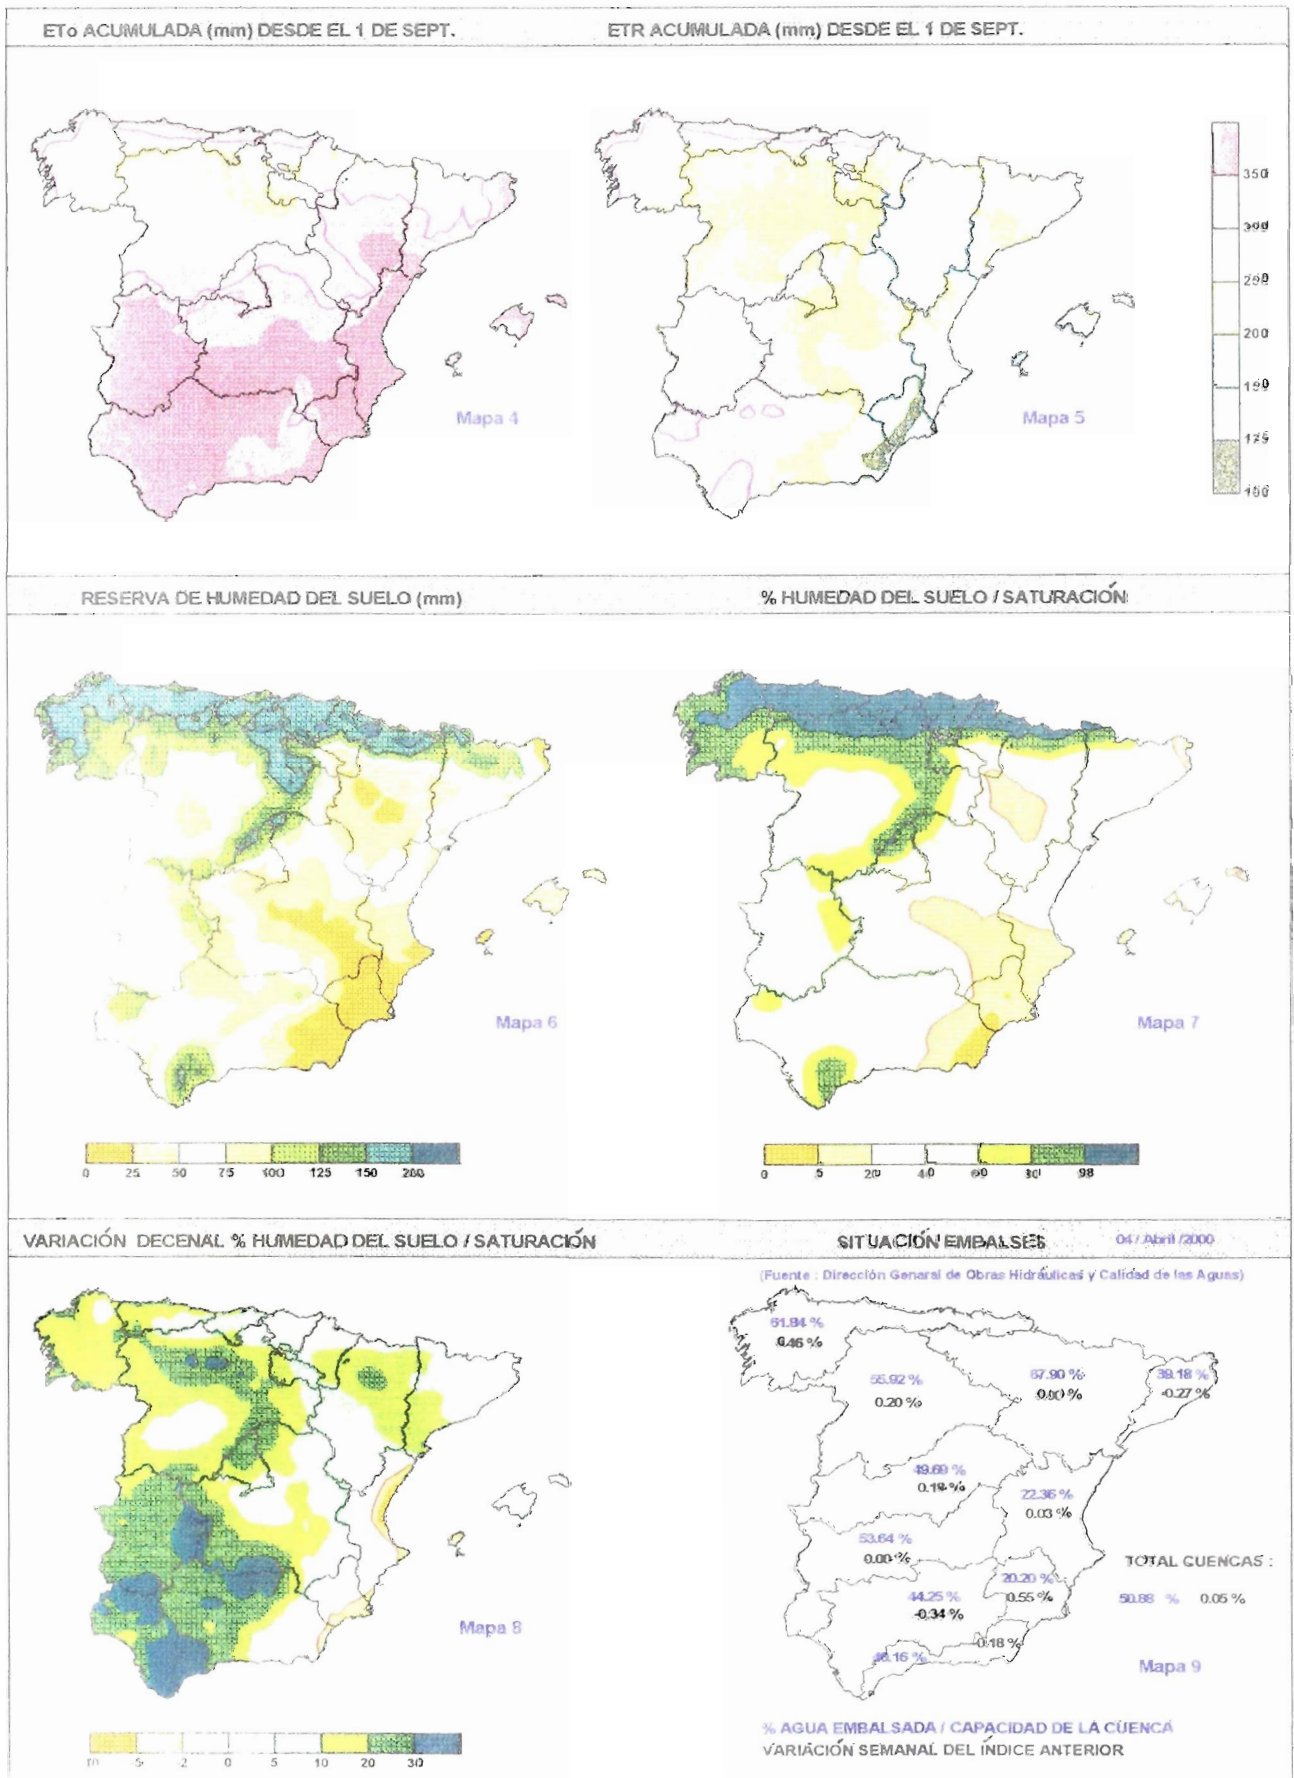 ETo ACUMULADA (mm) DESDE EL 1 DE SEPT.
ETR ACUMULADA (mm) DESDE EL 1 DE SEPT.
350
200
Mapa 4
Mapa 5
RESERVA DE HUMEDAD DEL SUELO (mm)
% HUMEDAD DEL SUELO / SATURACIÓN
Mapa 6
Mapa 7
0 25 50 75 100 125 150 200
0 5 20 40 60 80 98
VARIACIÓN DECENAL % HUMEDAD DEL SUELO / SATURACIÓN
SITUACIÓN EMBALSES
04 / Abril /2000
(Fuente : Dirección General de Obras Hidráulicas y Calidad de las Aguas)
61.84 %
0.46 %
55.92 %
0.20 %
67.90 %
0.90 %
39.18 %
-0.27 %
49.69 %
22.36 %
0.03 %
53.64 %
0.00 %
TOTAL CUENCAS :
20.20 %
0.55 %
44.25 %
-0.34 %
50.88 % 0.05 %
-0.18 %
Mapa 8
Mapa 9
% AGUA EMBALSADA / CAPACIDAD DE LA CUENCA
VARIACIÓN SEMANAL DEL ÍNDICE ANTERIOR
-5 2 0 5 10 20 30